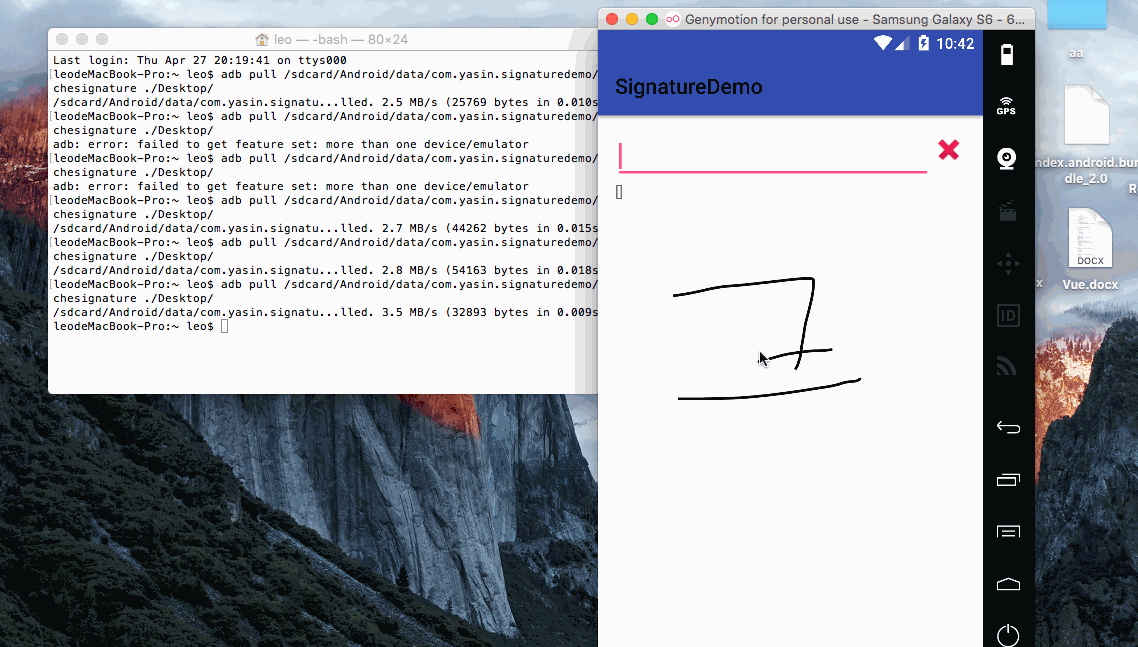 leo — -bash — 80×24
Last login: Thu Apr 27 20:19:41 on ttys000
[leodeMacBook-Pro:~ leo$ adb pull /sdcard/Android/data/com.yasin.signaturedemo/
chesignature ./Desktop/
/sdcard/Android/data/com.yasin.signatu...lled. 2.5 MB/s (25769 bytes in 0.010s
[leodeMacBook-Pro:~ leo$ adb pull /sdcard/Android/data/com.yasin.signaturedemo/
chesignature ./Desktop/
adb: error: failed to get feature set: more than one device/emulator
[leodeMacBook-Pro:~ leo$ adb pull /sdcard/Android/data/com.yasin.signaturedemo/
chesignature ./Desktop/
adb: error: failed to get feature set: more than one device/emulator
[leodeMacBook-Pro:~ leo$ adb pull /sdcard/Android/data/com.yasin.signaturedemo/
chesignature ./Desktop/
/sdcard/Android/data/com.yasin.signatu...lled. 2.7 MB/s (44262 bytes in 0.015s
[leodeMacBook-Pro:~ leo$ adb pull /sdcard/Android/data/com.yasin.signaturedemo/
chesignature ./Desktop/
/sdcard/Android/data/com.yasin.signatu...lled. 2.8 MB/s (54163 bytes in 0.018s
[leodeMacBook-Pro:~ leo$ adb pull /sdcard/Android/data/com.yasin.signaturedemo/
chesignature ./Desktop/
/sdcard/Android/data/com.yasin.signatu...lled. 3.5 MB/s (32893 bytes in 0.009s
leodeMacBook-Pro:~ leo$
Genymotion for personal use - Samsung Galaxy S6 - 6...
10:42
SignatureDemo
[]
GPS
ID
aa
ndex.android.bun
dle_2.0
R
DOCX
x
Vue.docx